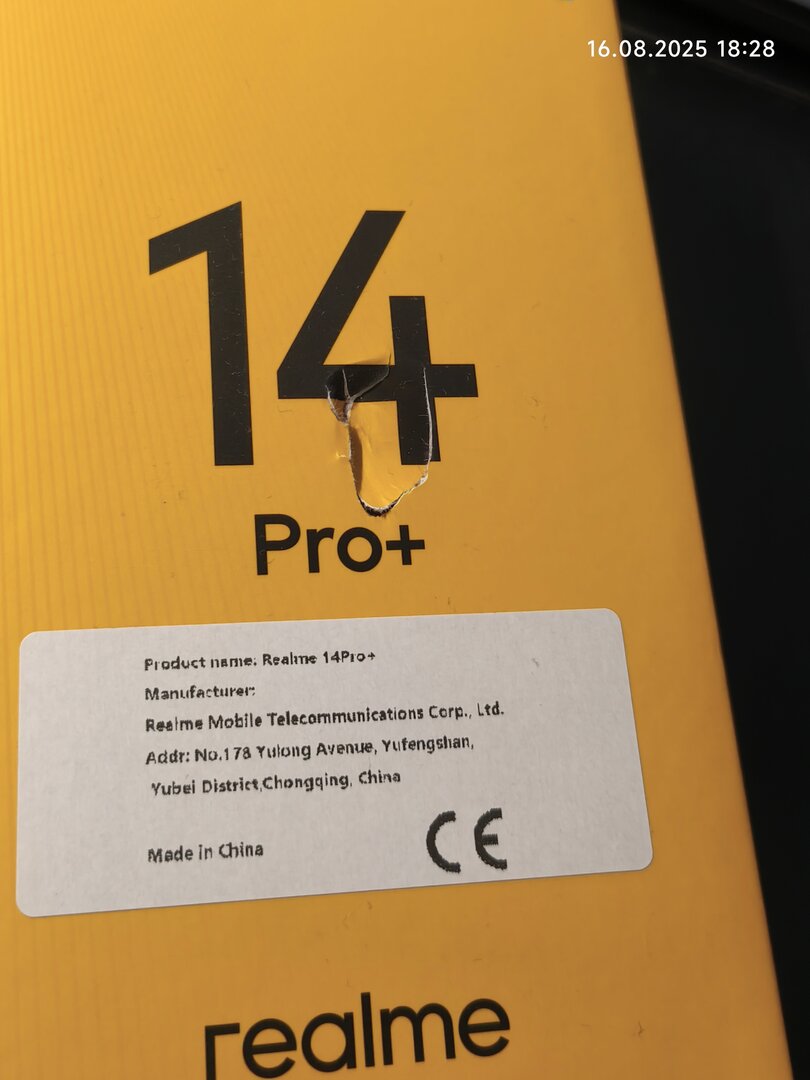 16.08.2025 18:28
14
Pro+
Product name: Realme 14Pro+
Manufacturer:
Realme Mobile Telecommunications Corp., Ltd.
Addr: No.178 Yulong Avenue, Yufengshan,
Yubei District,Chongqing, China
Made in China
CE
realme